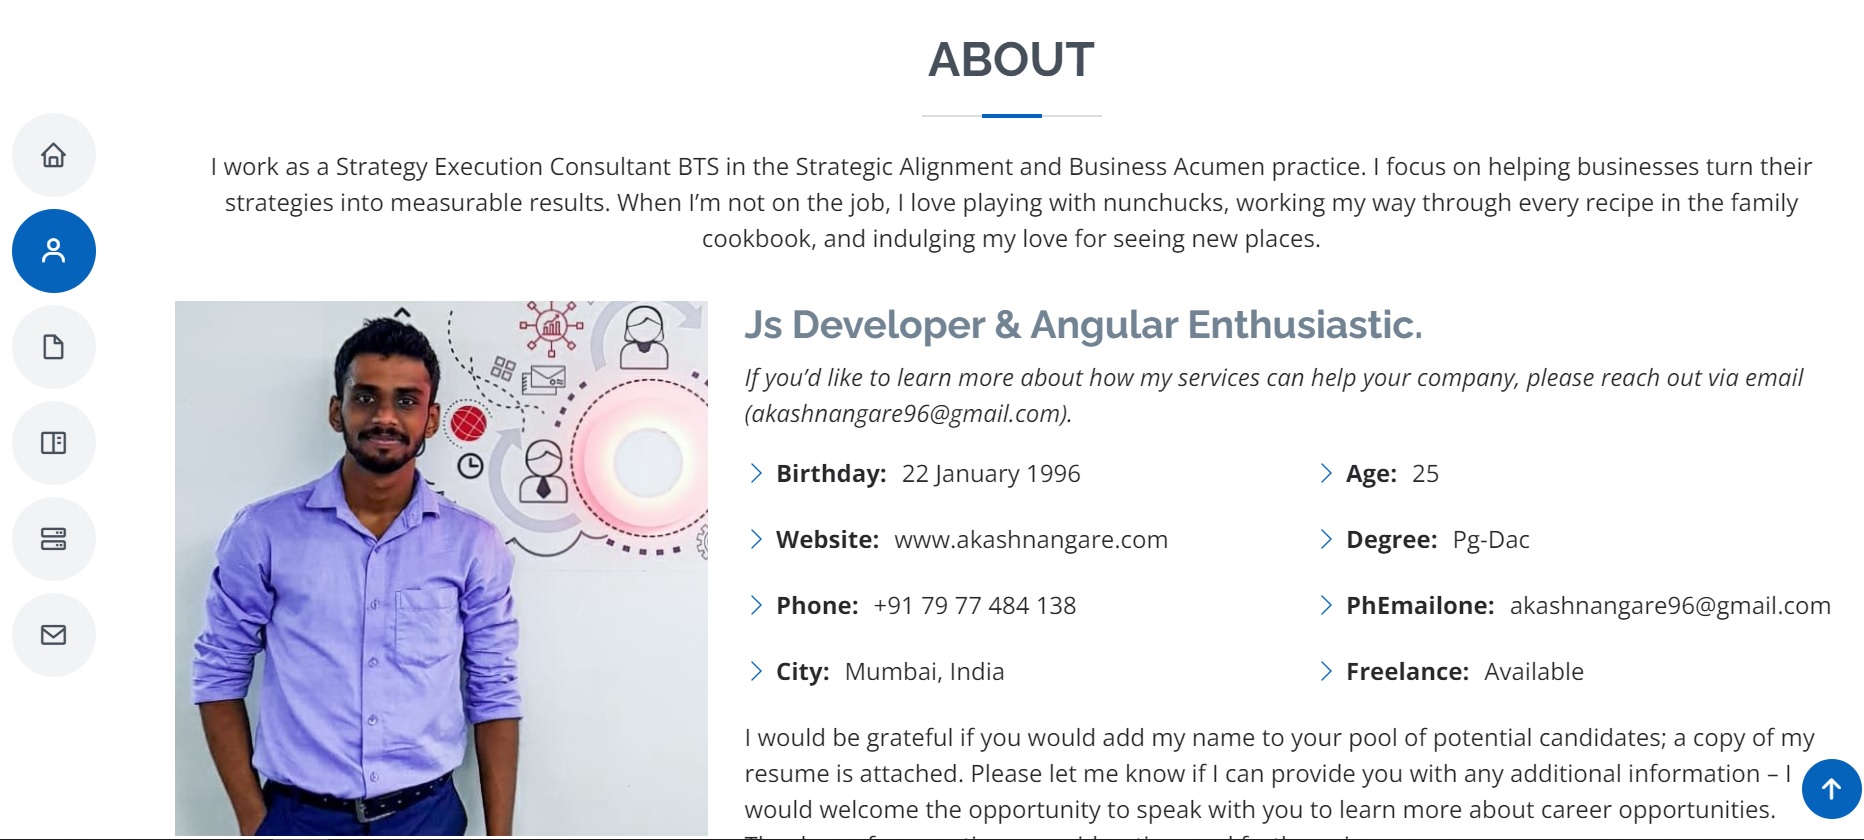 ABOUT
I work as a Strategy Execution Consultant BTS in the Strategic Alignment and Business Acumen practice. I focus on helping businesses turn their
strategies into measurable results. When I’m not on the job, I love playing with nunchucks, working my way through every recipe in the family
cookbook, and indulging my love for seeing new places.
Js Developer & Angular Enthusiastic.
If you’d like to learn more about how my services can help your company, please reach out via email
(akashnangare96@gmail.com).
Birthday: 22 January 1996
Age: 25
Website: www.akashnangare.com
Degree: Pg-Dac
Phone: +91 79 77 484 138
PhEmailone: akashnangare96@gmail.com
City: Mumbai, India
Freelance: Available
I would be grateful if you would add my name to your pool of potential candidates; a copy of my
resume is attached. Please let me know if I can provide you with any additional information – I
would welcome the opportunity to speak with you to learn more about career opportunities.